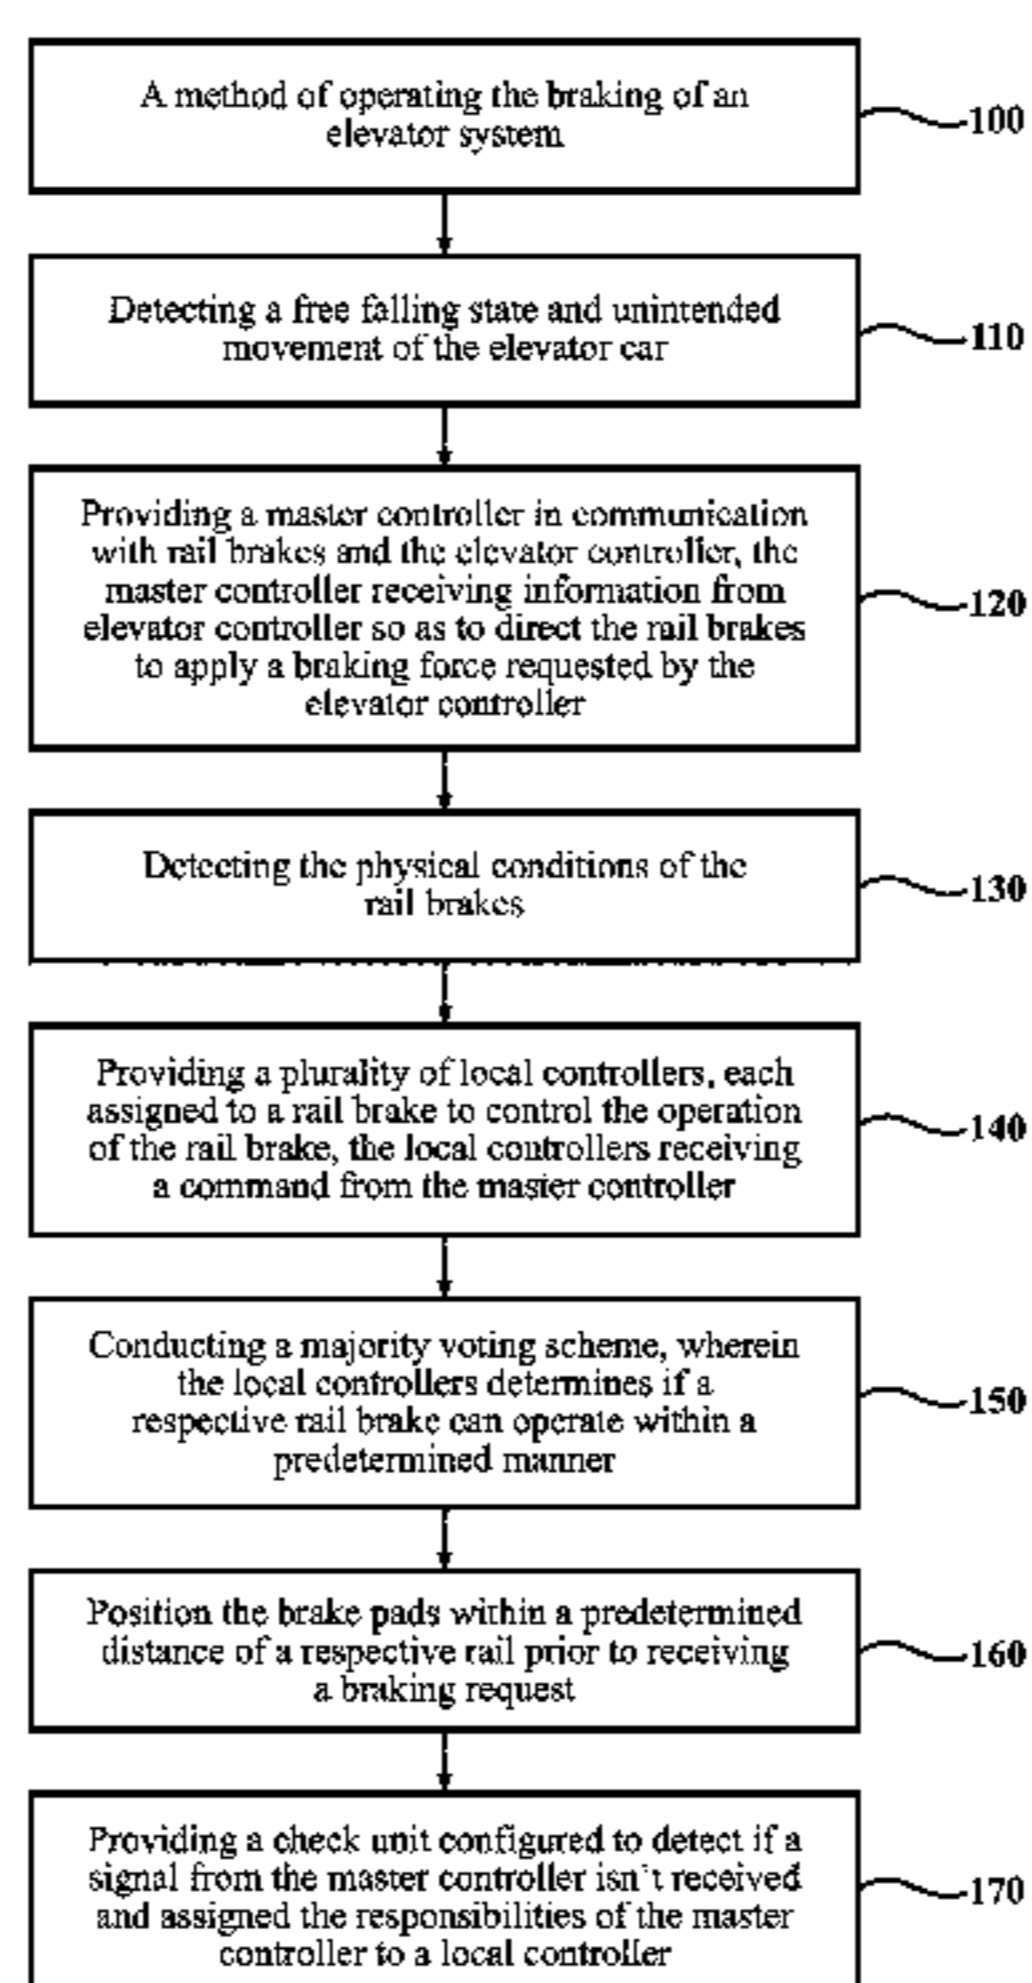 A method of operating the braking of an
elevator system
100
Detecting a free falling state and unintended
movement of the elevator car
110
Providing a master controller in communication
with rail brakes and the elevator controller, the
master controller receiving information from
elevator controller so as to direct the rail brakes
to apply a braking force requested by the
elevator controller
120
Detecting the physical conditions of the
rail brakes
130
Providing a plurality of local controllers, each
assigned to a rail brake to control the operation
of the rail brake, the local controllers receiving
a command from the master controller
140
Conducting a majority voting scheme, wherein
the local controllers determines if a
respective rail brake can operate within a
predetermined manner
150
Position the brake pads within a predetermined
distance of a respective rail prior to receiving
a braking request
160
Providing a check unit configured to detect if a
signal from the master controller isn't received
and assigned the responsibilities of the master
controller to a local controller
170